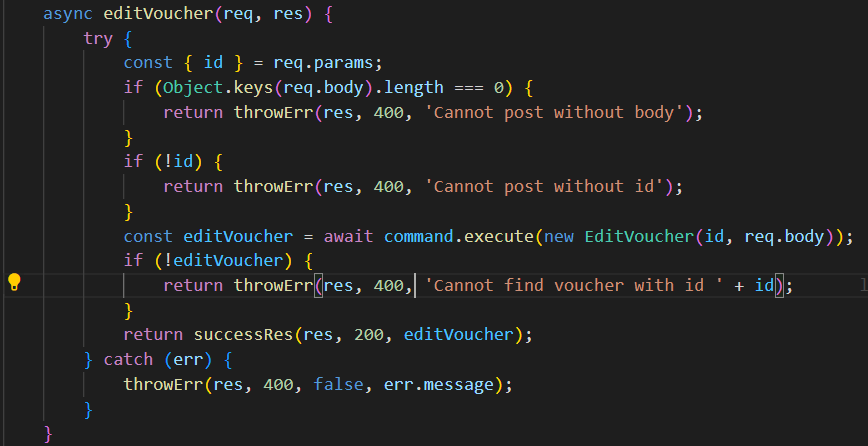 async editVoucher(req, res) {
try {
const { id } = req.params;
if (Object.keys(req.body).length === 0) {
return throwErr(res, 400, 'Cannot post without body');
}
if (!id) {
return throwErr(res, 400, 'Cannot post without id');
}
const editVoucher = await command.execute(new EditVoucher(id, req.body));
if (!editVoucher) {
return throwErr(res, 400, 'Cannot find voucher with id ' + id);
}
return successRes(res, 200, editVoucher);
} catch (err) {
throwErr(res, 400, false, err.message);
}
}